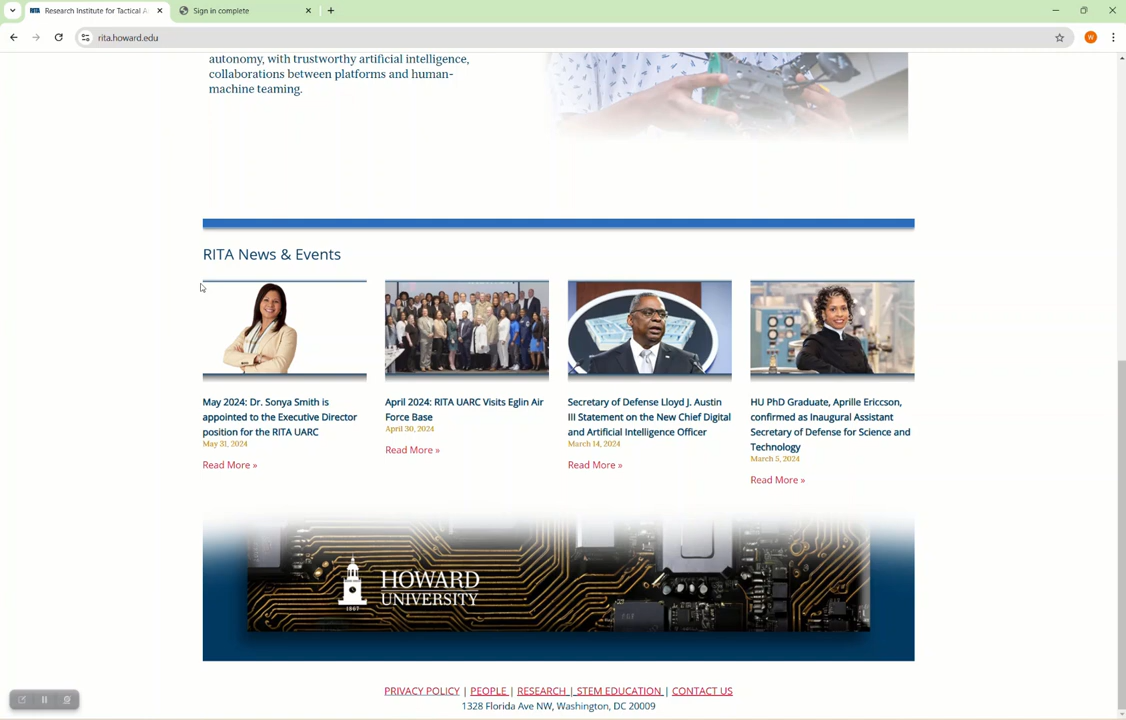 Research Institute for Tactical A
Sign in complete
rita.howard.edu
W
autonomy, with trustworthy artificial intelligence,
collaborations between platforms and human-
machine teaming.
RITA News & Events
May 2024: Dr. Sonya Smith is
appointed to the Executive Director
position for the RITA UARC
May 31, 2024
Read More »
April 2024: RITA UARC Visits Eglin Air
Force Base
April 30, 2024
Read More »
Secretary of Defense Lloyd J. Austin
III Statement on the New Chief Digital
and Artificial Intelligence Officer
March 14, 2024
Read More »
HU PhD Graduate, Aprille Ericcson,
confirmed as Inaugural Assistant
Secretary of Defense for Science and
Technology
March 5, 2024
Read More »
HOWARD
UNIVERSITY
1867
PRIVACY POLICY | PEOPLE | RESEARCH | STEM EDUCATION | CONTACT US
1328 Florida Ave NW, Washington, DC 20009